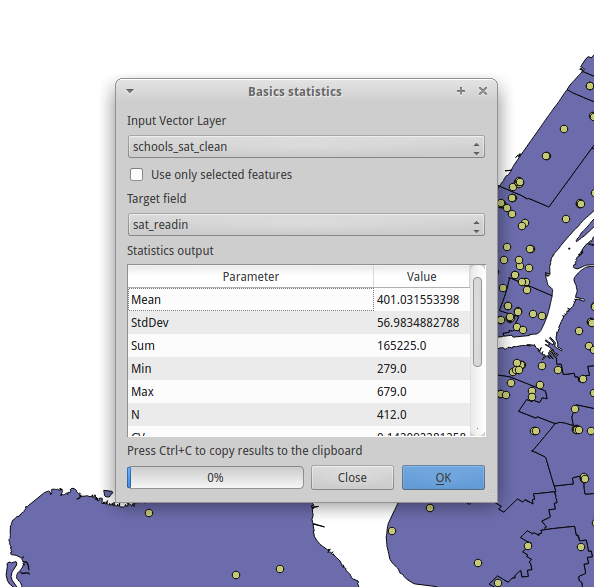 Basics statistics
Input Vector Layer
schools_sat_clean
Use only selected features
Target field
sat_readin
Statistics output
Parameter Value
Mean 401.031553398
StdDev 56.9834882788
Sum 165225.0
Min 279.0
Max 679.0
N 412.0
Press Ctrl+C to copy results to the clipboard
0% Close OK